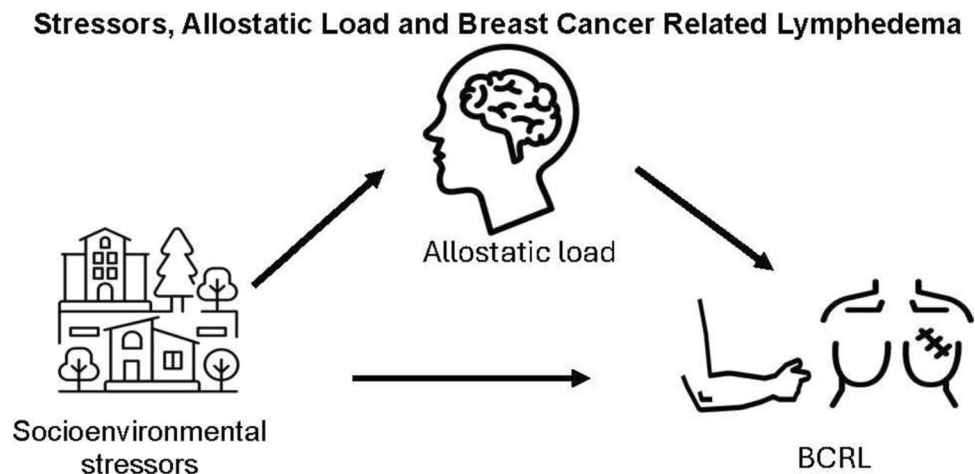 Stressors, Allostatic Load and Breast Cancer Related Lymphedema
Allostatic load
Socioenvironmental
stressors
BCRL